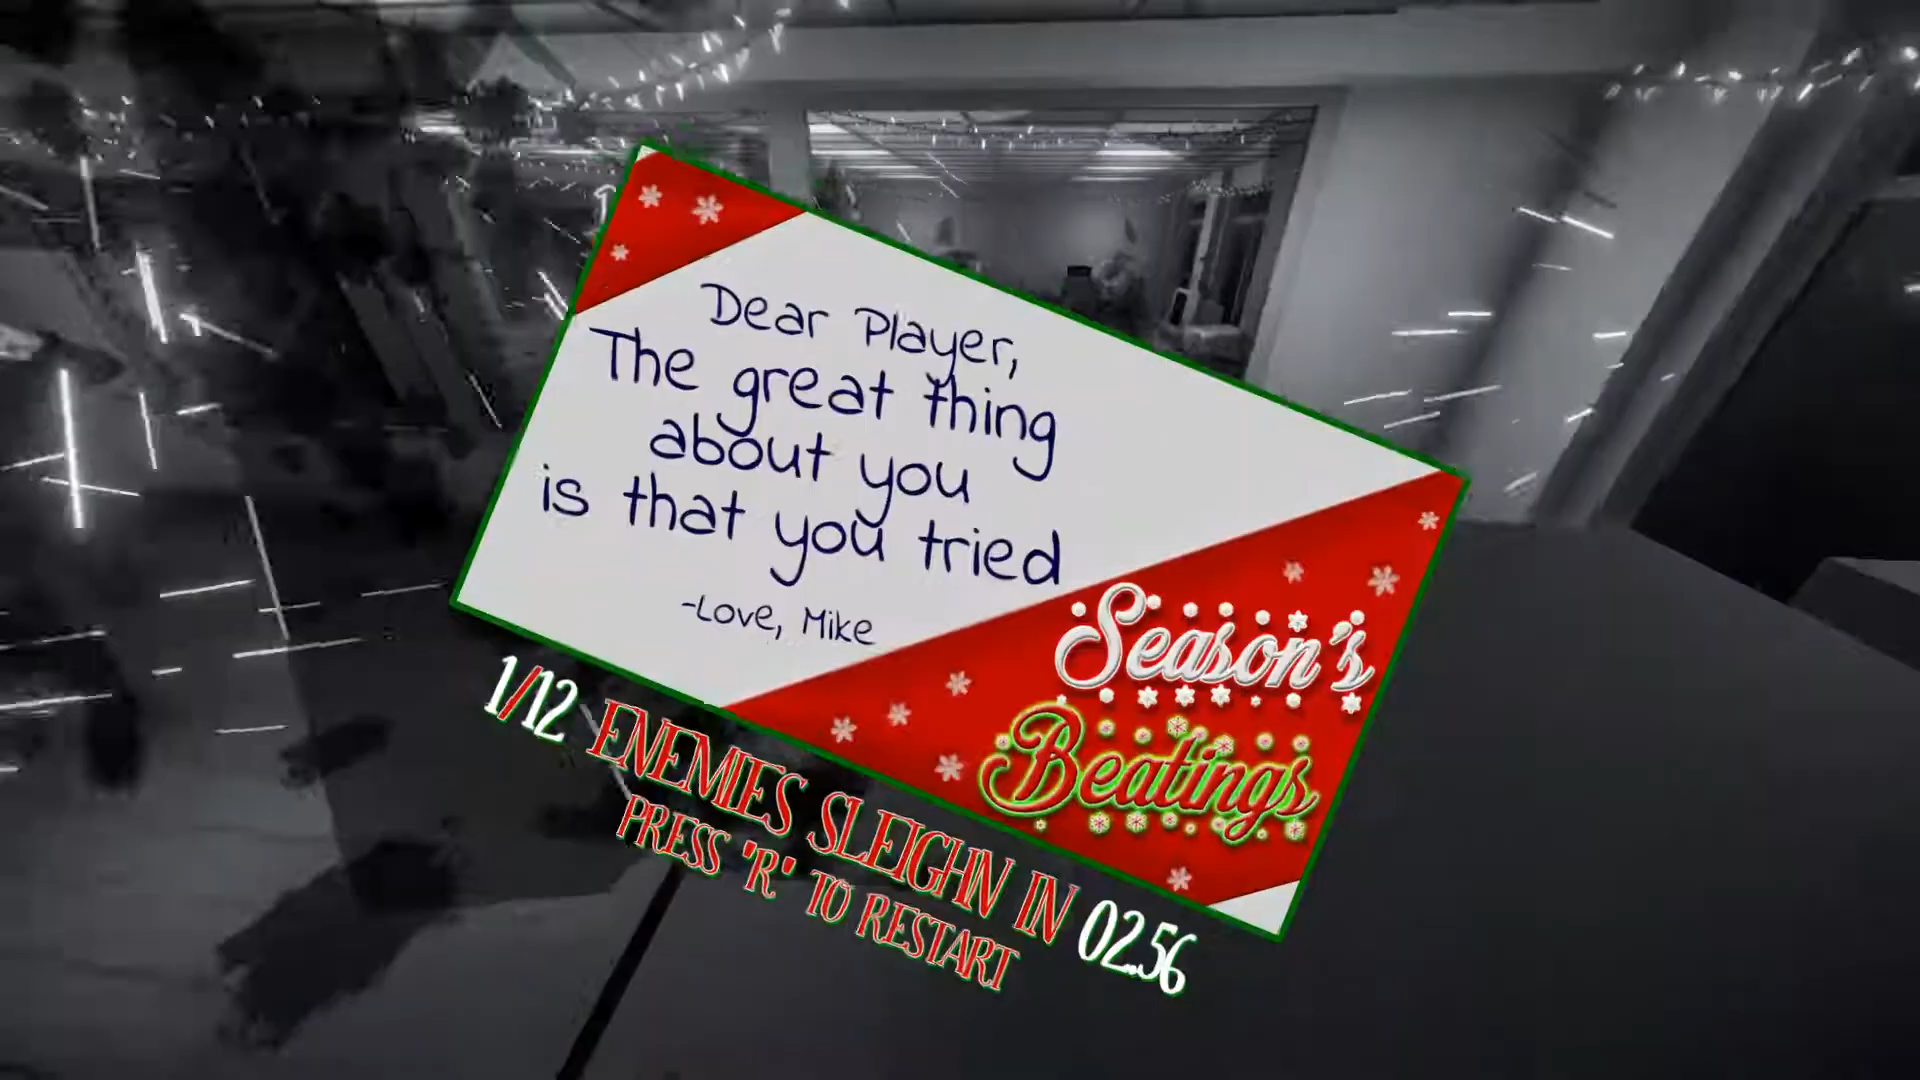 Dear Player,
The great thing
about you
is that you tried
-Love, Mike
Season's
Beatings
1/12 ENEMIES SLEIGHN IN 02.56
PRESS "R" TO RESTART